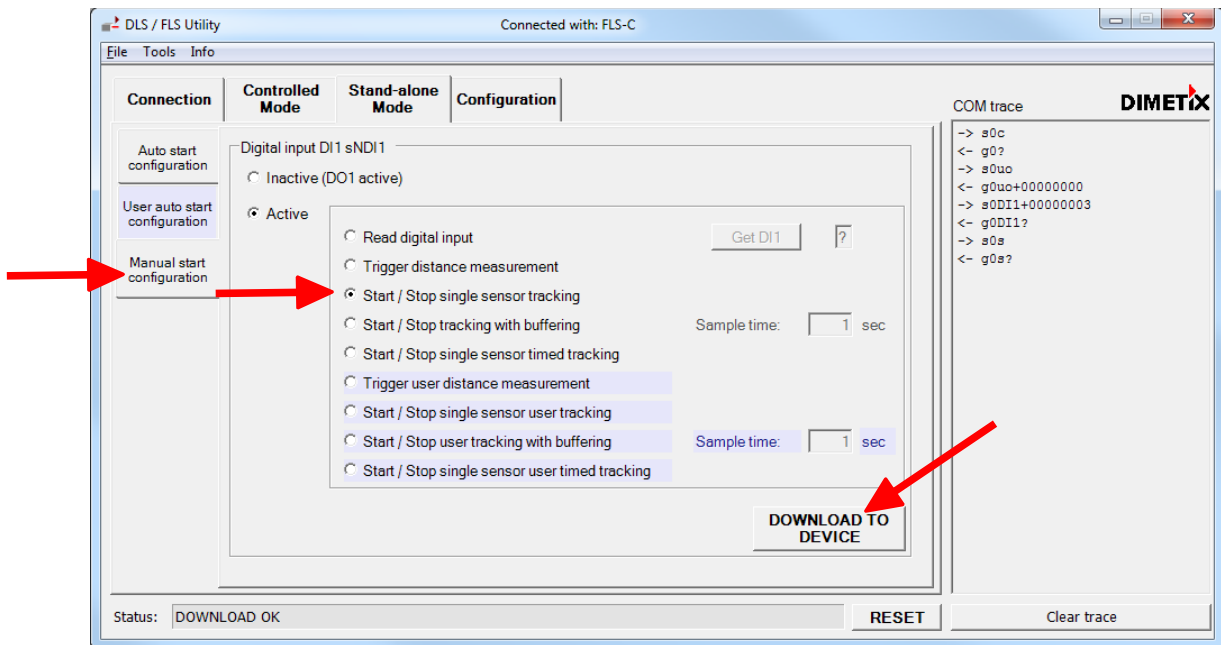 DLS / FLS Utility
Connected with: FLS-C
File Tools Info
Connection
Controlled
Mode
Stand-alone
Mode
Configuration
Auto start
configuration
User auto start
configuration
Manual start
configuration
Digital input DI1 sNDI1
Inactive (DO1 active)
Active
Read digital input
Get DI1 ?
Trigger distance measurement
Start / Stop single sensor tracking
Start / Stop tracking with buffering
Sample time: 1 sec
Start / Stop single sensor timed tracking
Trigger user distance measurement
Start / Stop single sensor user tracking
Start / Stop user tracking with buffering
Sample time: 1 sec
Start / Stop single sensor user timed tracking
DOWNLOAD TO
DEVICE
COM trace
DIMETIX
-> s0c
<- g0?
-> s0uo
<- g0uo+00000000
-> s0DI1+00000003
<- g0DI1?
-> s0s
<- g0s?
Status: DOWNLOAD OK
RESET
Clear trace